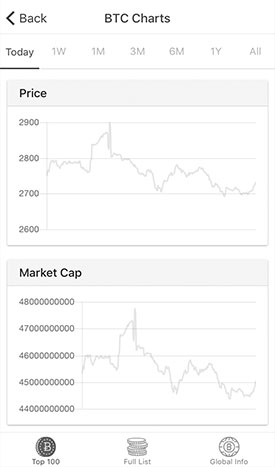 Back BTC Charts
Today 1W 1M 3M 6M 1Y All
Price
2900
2800
2700
2600
Market Cap
48000000000
47000000000
46000000000
45000000000
44000000000
Top 100 Full List Global Info